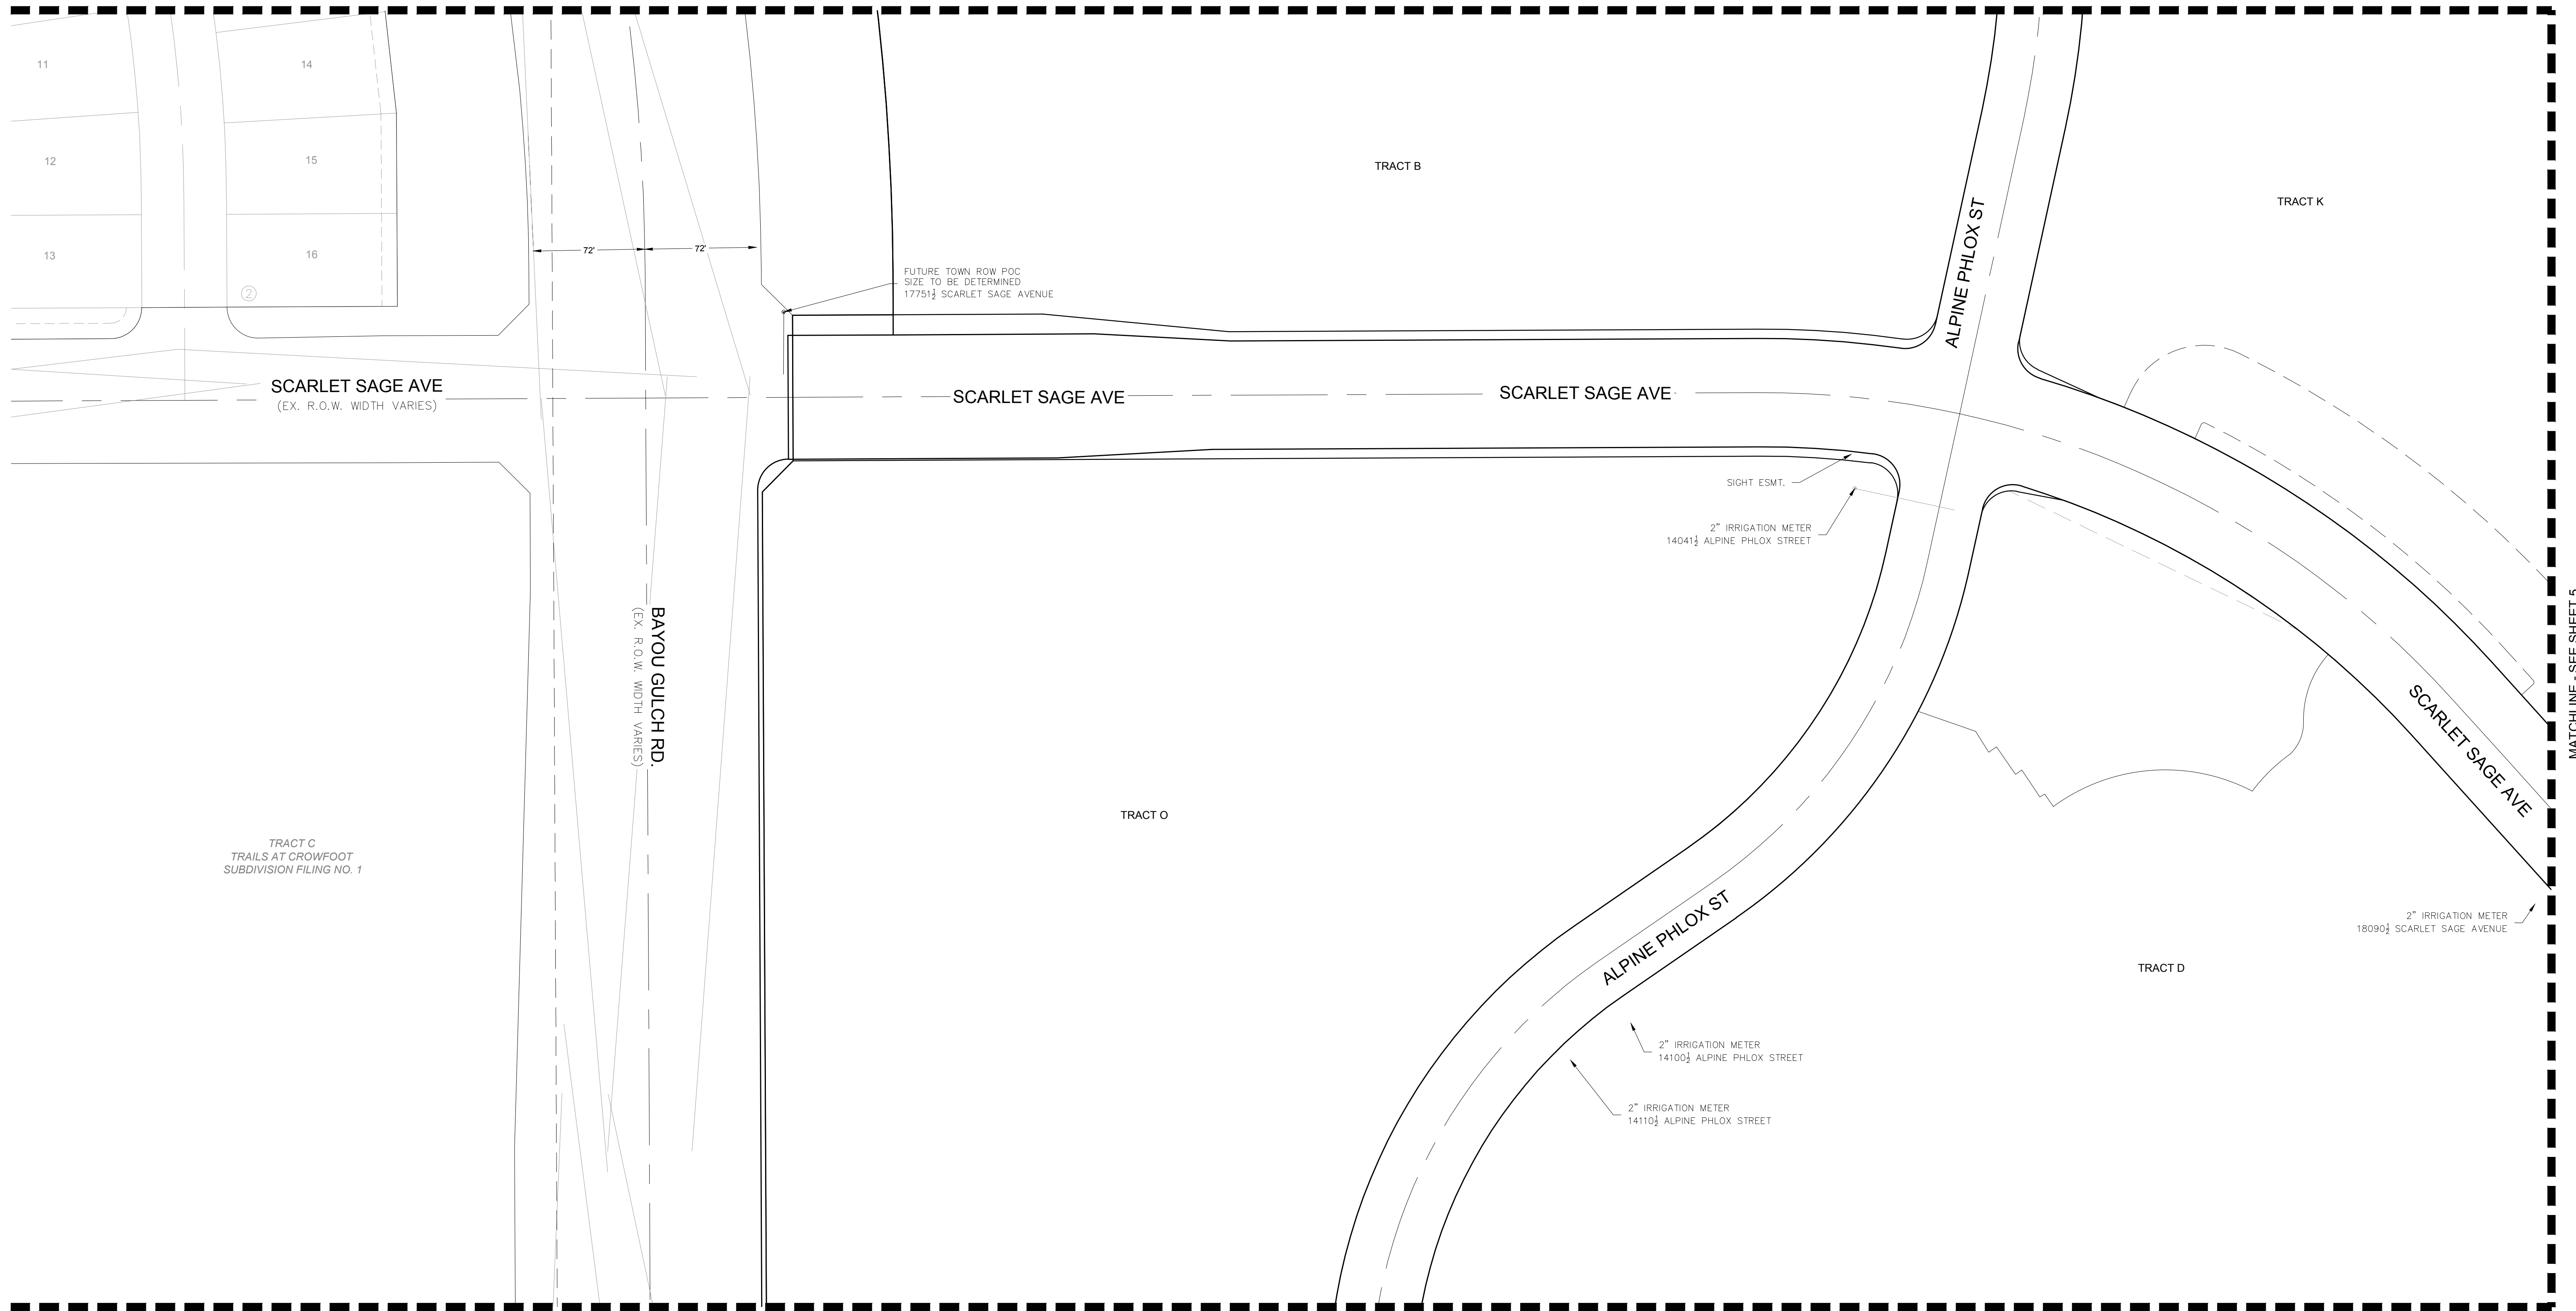 11
14
12
15
13
16
2
72'
72'
TRACT B
TRACT K
ALPINE PHLOX ST
FUTURE TOWN ROW POC
SIZE TO BE DETERMINED
17751½ SCARLET SAGE AVENUE
SCARLET SAGE AVE
(EX. R.O.W. WIDTH VARIES)
SCARLET SAGE AVE
SCARLET SAGE AVE
SIGHT ESMT.
2" IRRIGATION METER
14041½ ALPINE PHLOX STREET
BAYOU GULCH RD.
(EX. R.O.W. WIDTH VARIES)
MATCHLINE - SEE SHEET 5
SCARLET SAGE AVE
TRACT O
TRACT C
TRAILS AT CROWFOOT
SUBDIVISION FILING NO. 1
ALPINE PHLOX ST
2" IRRIGATION METER
18090½ SCARLET SAGE AVENUE
TRACT D
2" IRRIGATION METER
14100½ ALPINE PHLOX STREET
2" IRRIGATION METER
14110½ ALPINE PHLOX STREET